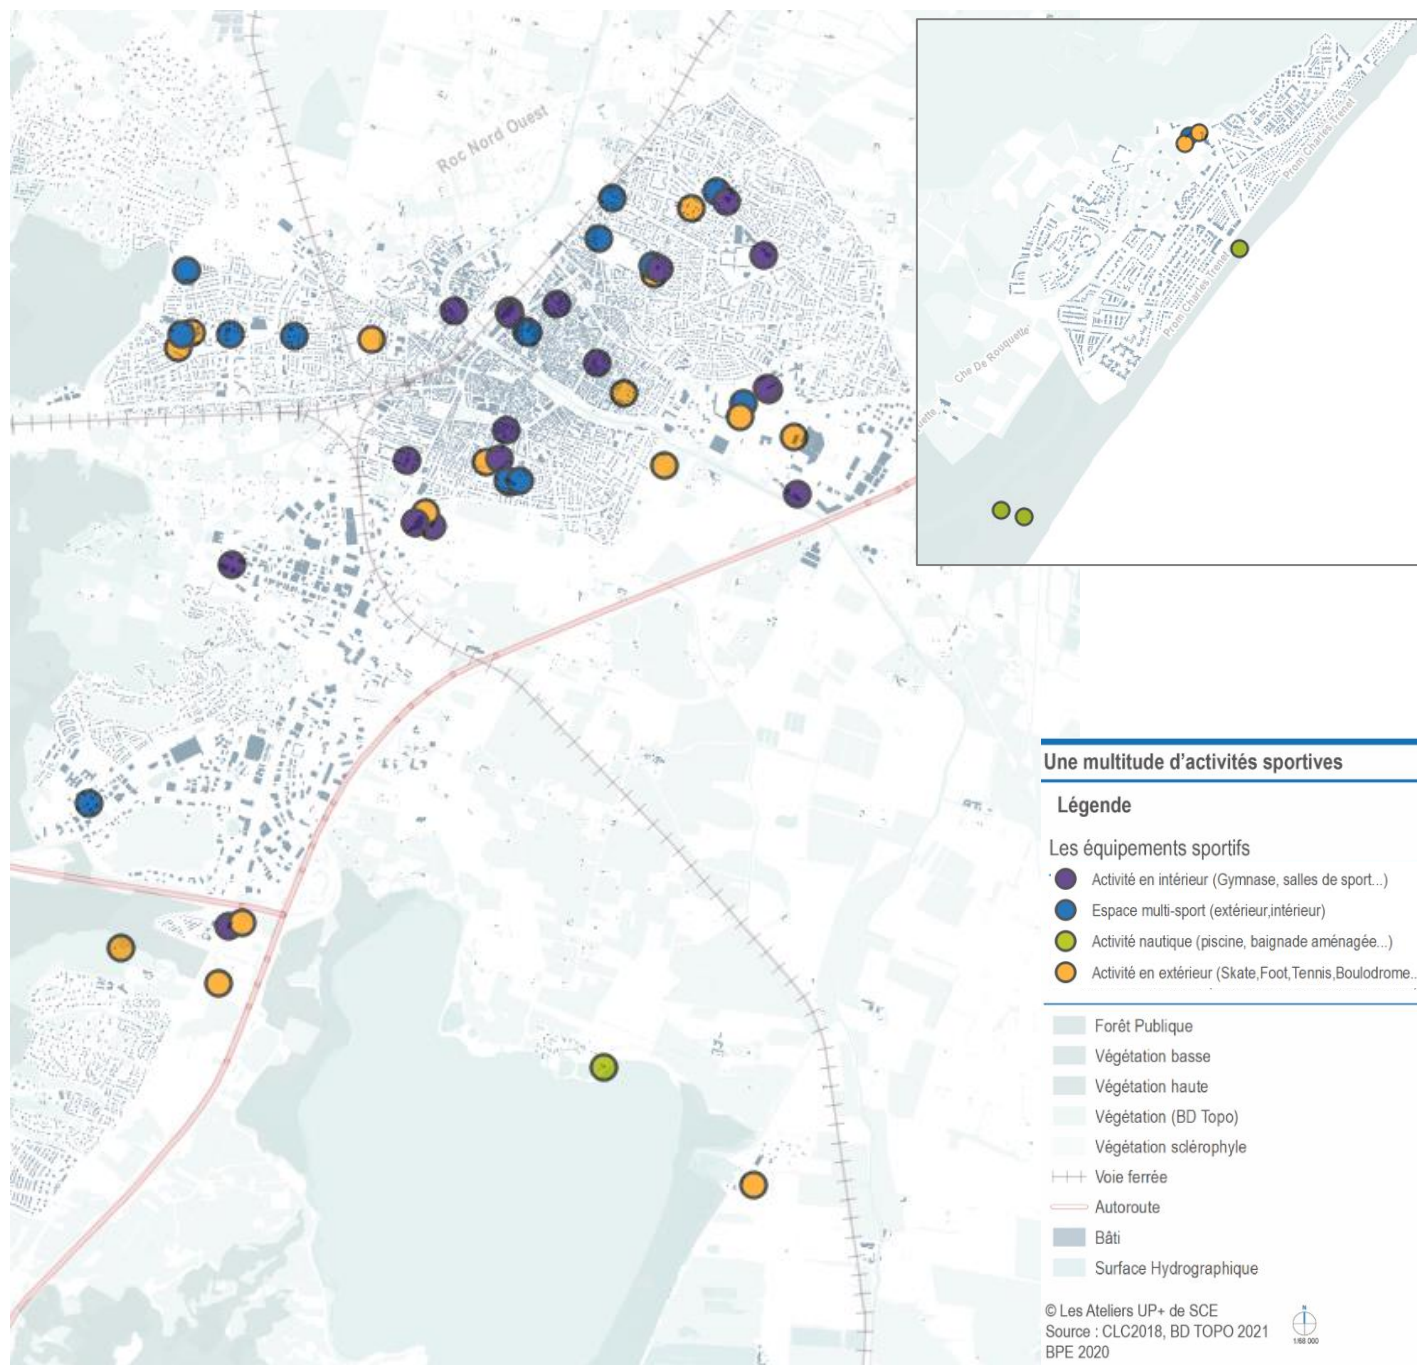 Roc Nord Ouest
Prom Charles Trenet
Prom Charles Trenet
Che De Rouquette
Une multitude d’activités sportives
Légende
Les équipements sportifs
Activité en intérieur (Gymnase, salles de sport...)
Espace multi-sport (extérieur,intérieur)
Activité nautique (piscine, baignade aménagée...)
Activité en extérieur (Skate,Foot,Tennis,Boulodrome...
Forêt Publique
Végétation basse
Végétation haute
Végétation (BD Topo)
Végétation sclérophyle
Voie ferrée
Autoroute
Bâti
Surface Hydrographique
© Les Ateliers UP+ de SCE
Source : CLC2018, BD TOPO 2021
BPE 2020
N
1/68 000